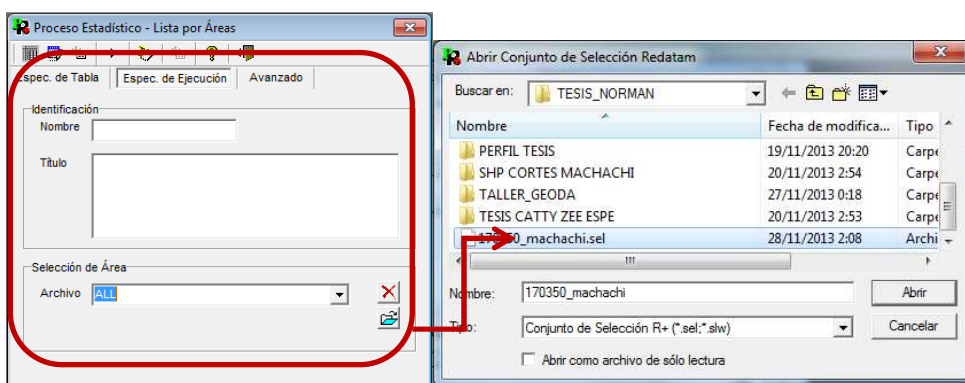 Proceso Estadístico - Lista por Áreas
Espec. de Tabla
Espec. de Ejecución
Avanzado
Identificación
Nombre
Título
Selección de Área
Archivo
ALL
Abrir Conjunto de Selección Redatam
Buscar en:
TESIS_NORMAN
Nombre Fecha de modifica... Tipo
PERFIL TESIS 19/11/2013 20:20 Carpe
SHP CORTES MACHACHI 20/11/2013 2:54 Carpe
TALLER_GEODA 27/11/2013 0:18 Carpe
TESIS CATTY ZEE ESPE 20/11/2013 2:53 Carpe
170350_machachi.sel 28/11/2013 2:08 Archi
Nombre: 170350_machachi Abrir
Tipo: Conjunto de Selección R+ (*.sel;*.slw) Cancelar
Abrir como archivo de sólo lectura